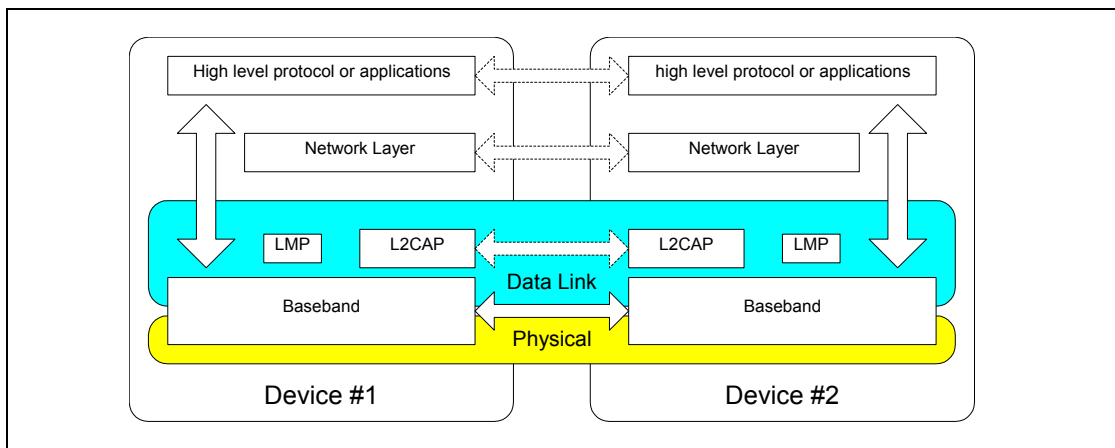 High level protocol or applications
high level protocol or applications
Network Layer
Network Layer
LMP
L2CAP
L2CAP
LMP
Data Link
Baseband
Baseband
Physical
Device #1
Device #2